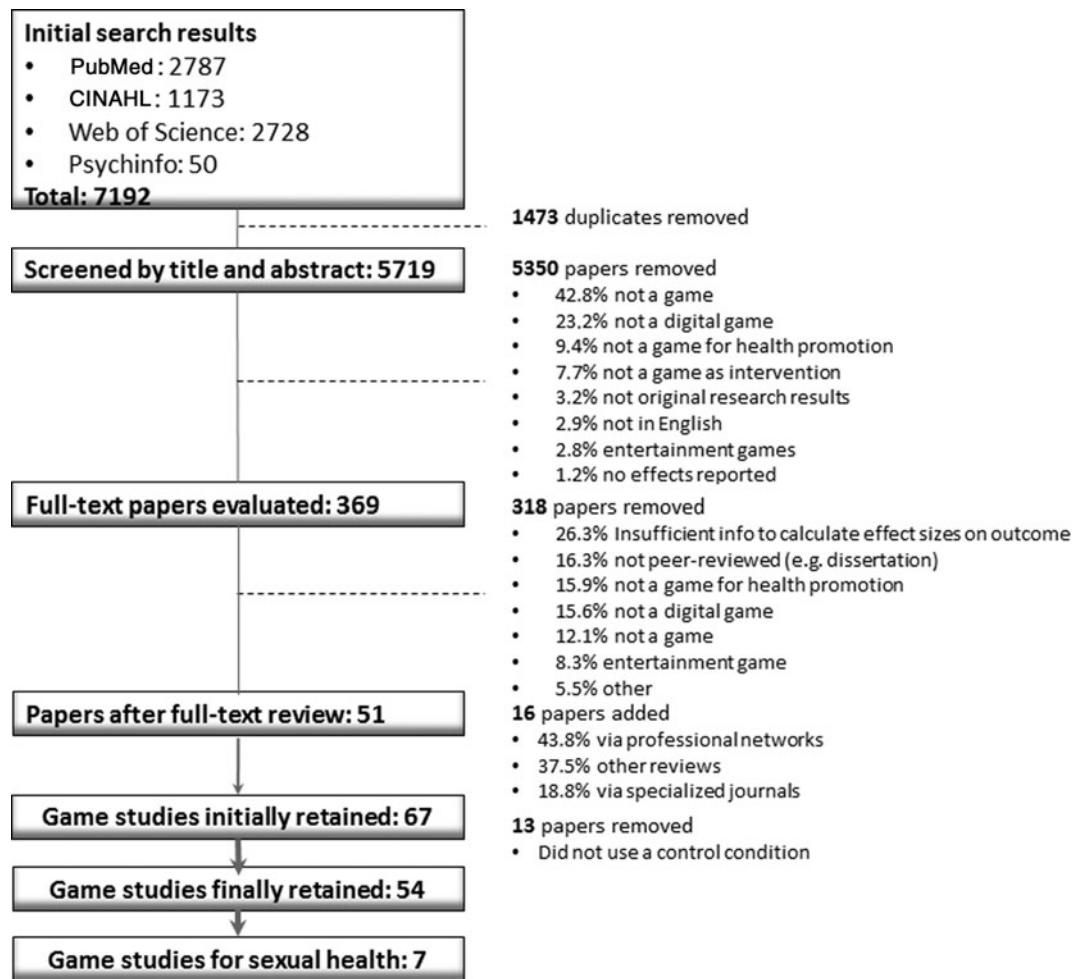 Initial search results
• PubMed: 2787
• CINAHL: 1173
• Web of Science: 2728
• Psychinfo: 50
Total: 7192
1473 duplicates removed
Screened by title and abstract: 5719
5350 papers removed
• 42.8% not a game
• 23.2% not a digital game
• 9.4% not a game for health promotion
• 7.7% not a game as intervention
• 3.2% not original research results
• 2.9% not in English
• 2.8% entertainment games
• 1.2% no effects reported
Full-text papers evaluated: 369
318 papers removed
• 26.3% Insufficient info to calculate effect sizes on outcome
• 16.3% not peer-reviewed (e.g. dissertation)
• 15.9% not a game for health promotion
• 15.6% not a digital game
• 12.1% not a game
• 8.3% entertainment game
• 5.5% other
Papers after full-text review: 51
16 papers added
• 43.8% via professional networks
• 37.5% other reviews
• 18.8% via specialized journals
Game studies initially retained: 67
13 papers removed
• Did not use a control condition
Game studies finally retained: 54
Game studies for sexual health: 7